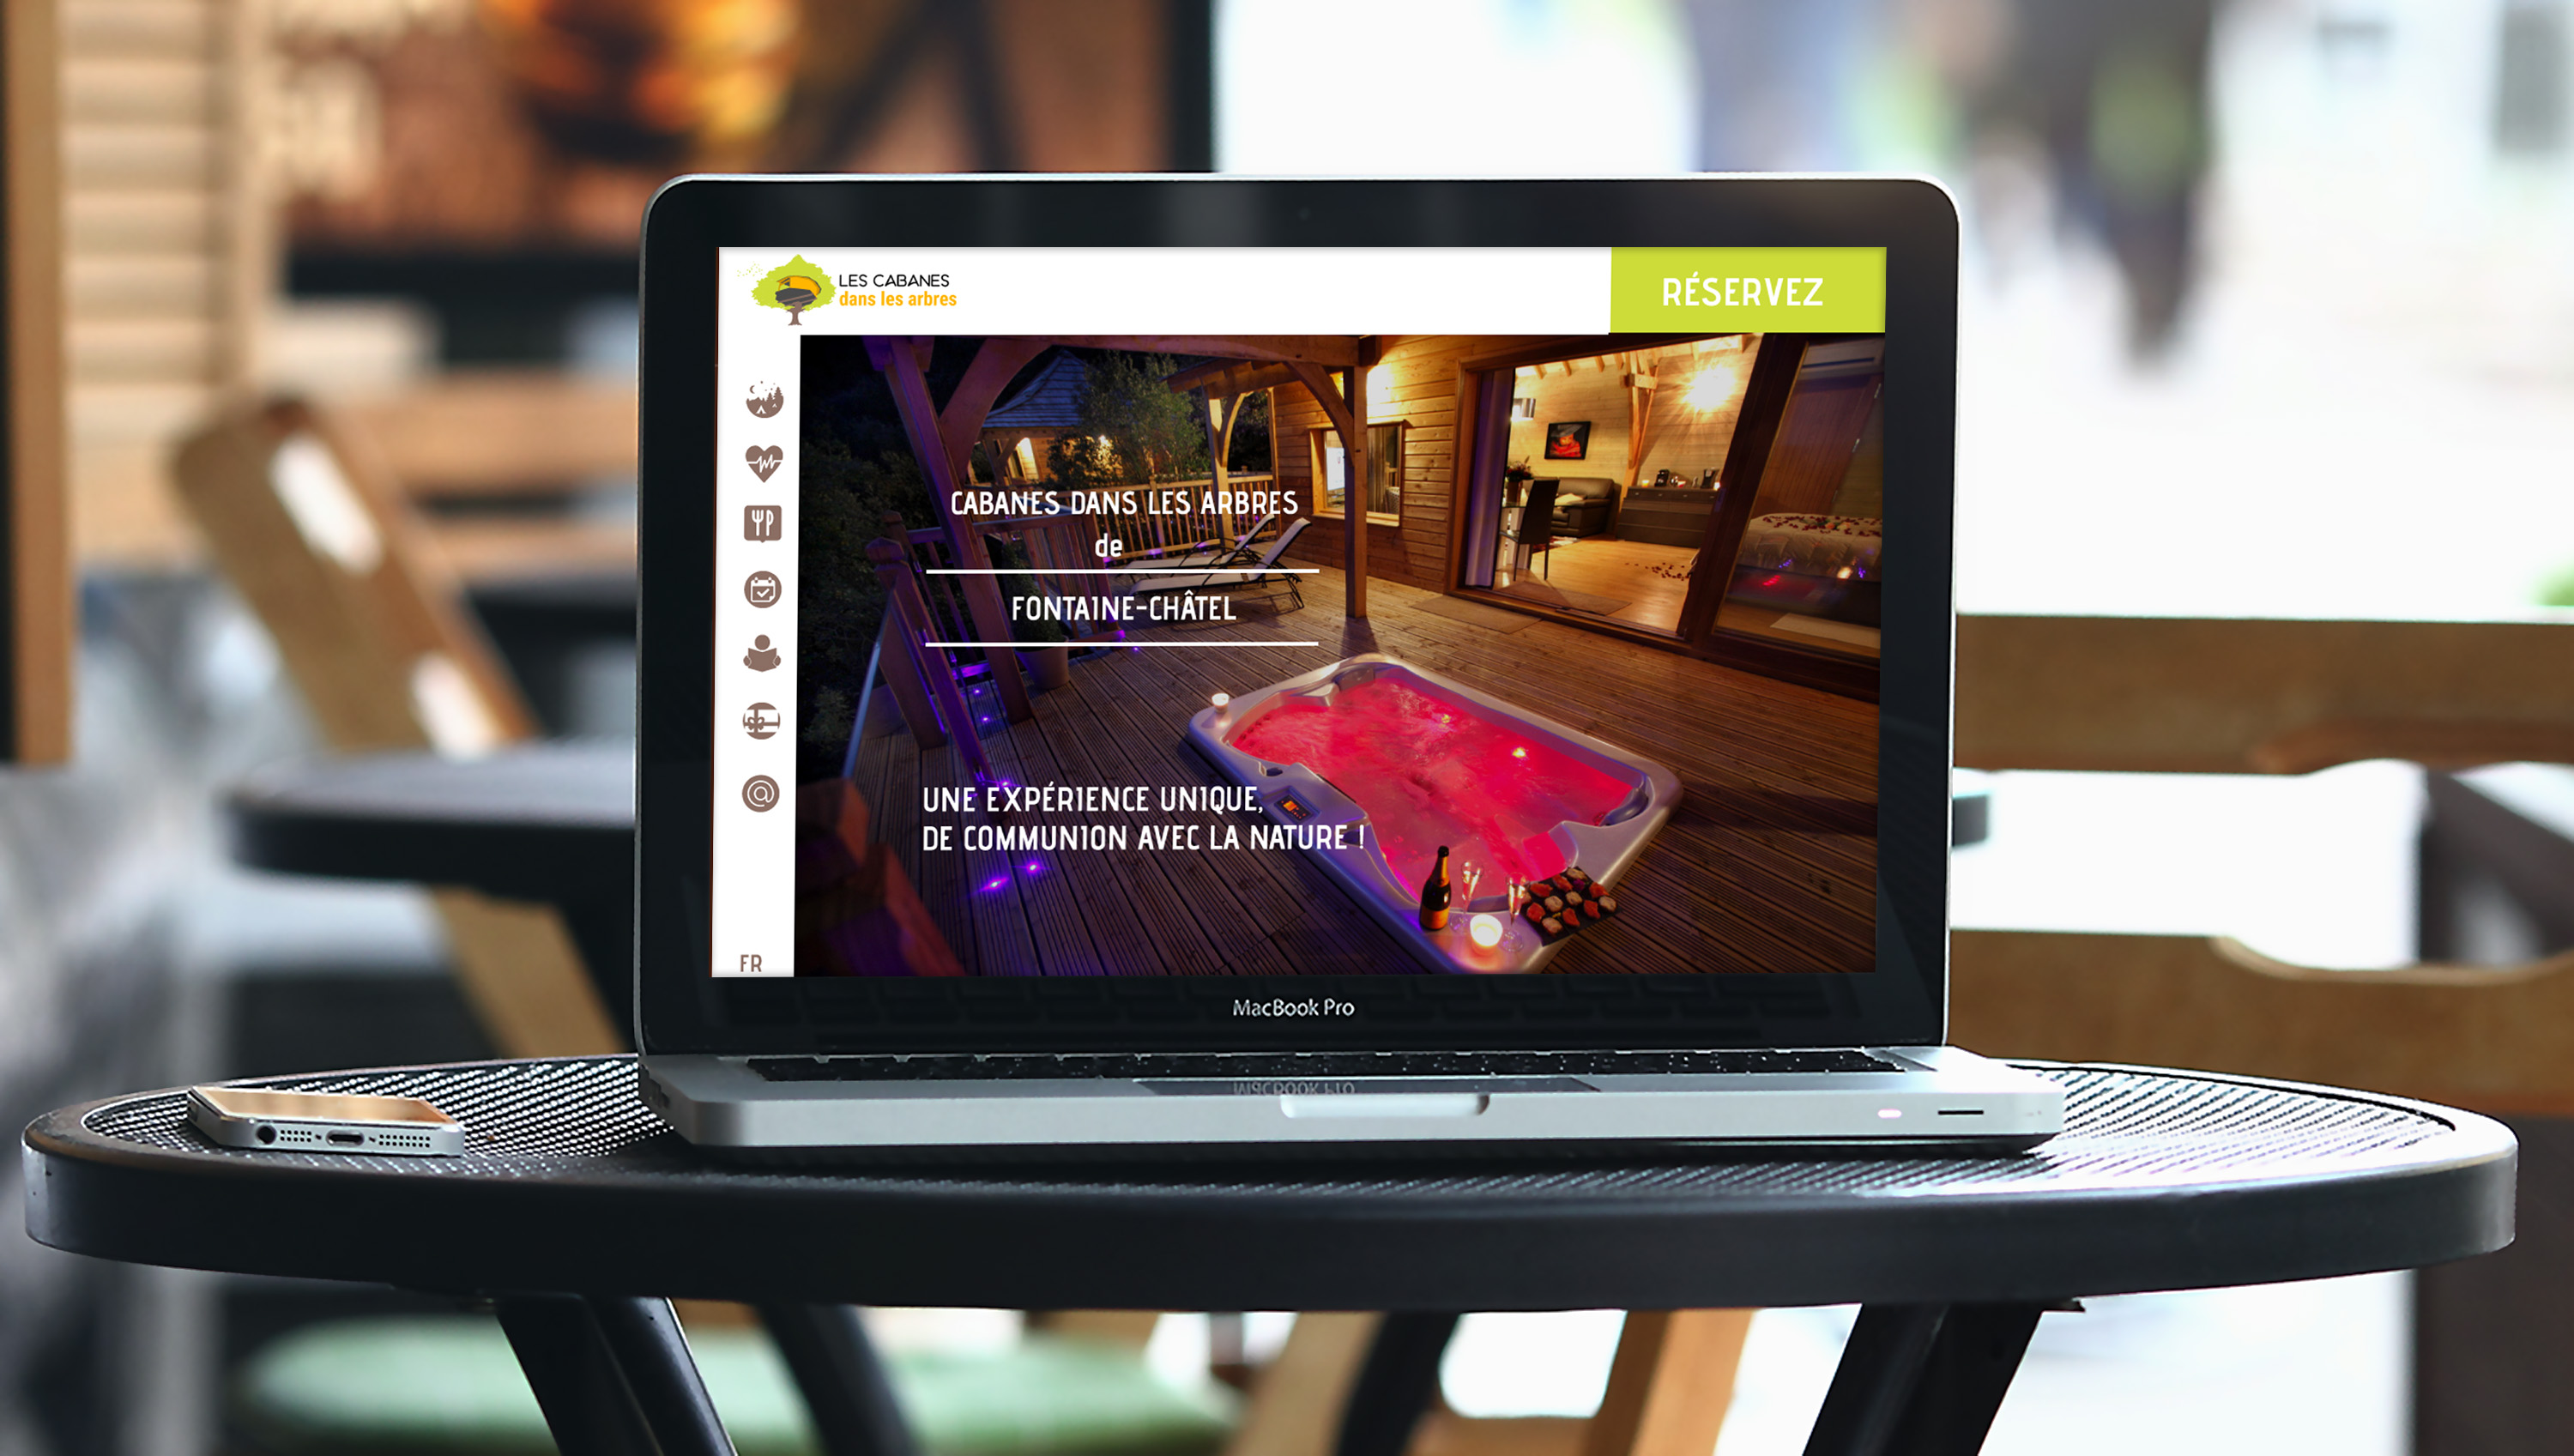 LES CABANES
dans les arbres
RÉSERVEZ
CABANES DANS LES ARBRES
de
FONTAINE-CHÂTEL
UNE EXPÉRIENCE UNIQUE,
DE COMMUNION AVEC LA NATURE !
FR
MacBook Pro